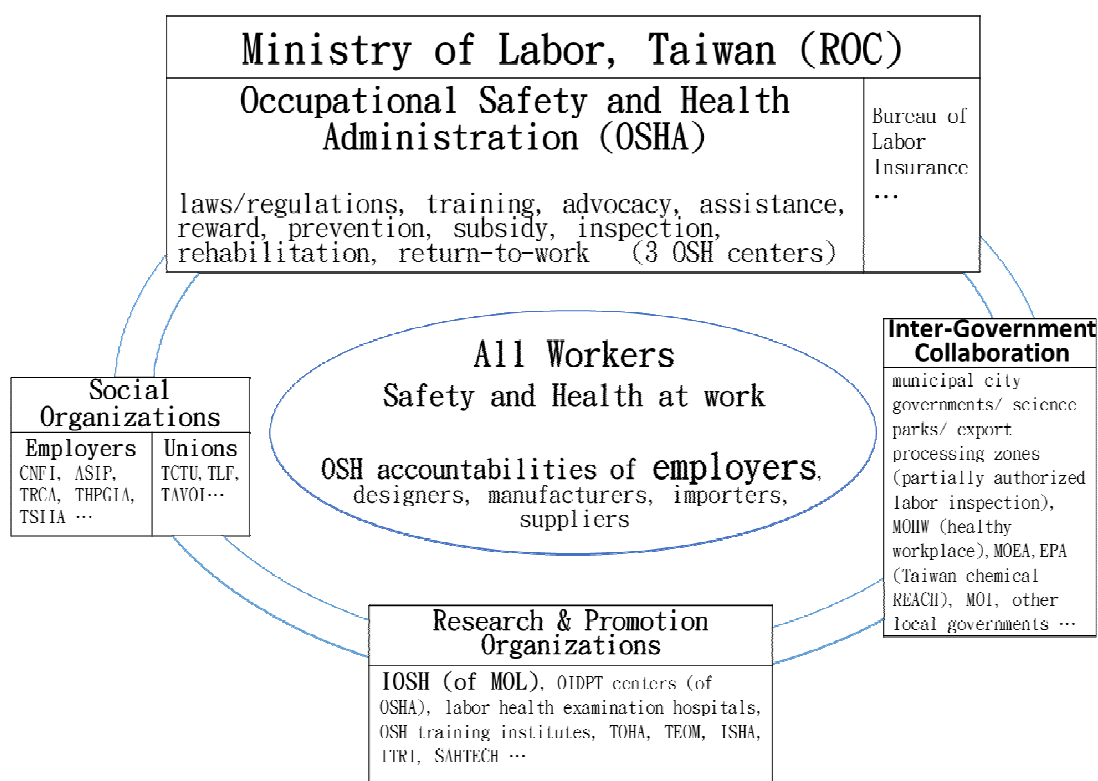 Ministry of Labor, Taiwan (ROC)
Occupational Safety and Health
Administration (OSHA)
laws/regulations, training, advocacy, assistance,
reward, prevention, subsidy, inspection,
rehabilitation, return-to-work (3 OSH centers)
Bureau of
Labor
Insurance
…
All Workers
Safety and Health at work
OSH accountabilities of employers,
designers, manufacturers, importers,
suppliers
Social
Organizations
Employers
CNFI, ASIP,
TRCA, THPGIA,
TSIIA …
Unions
TCTU, TLF,
TAVOI…
Inter-Government
Collaboration
municipal city
governments/ science
parks/ export
processing zones
(partially authorized
labor inspection),
MOHW (healthy
workplace), MOEA, EPA
(Taiwan chemical
REACH), MOI, other
local governments …
Research & Promotion
Organizations
IOSH (of MOL), OIDPT centers (of
OSHA), labor health examination hospitals,
OSH training institutes, TOHA, TEOM, ISHA,
ITRI, SAHTECH …